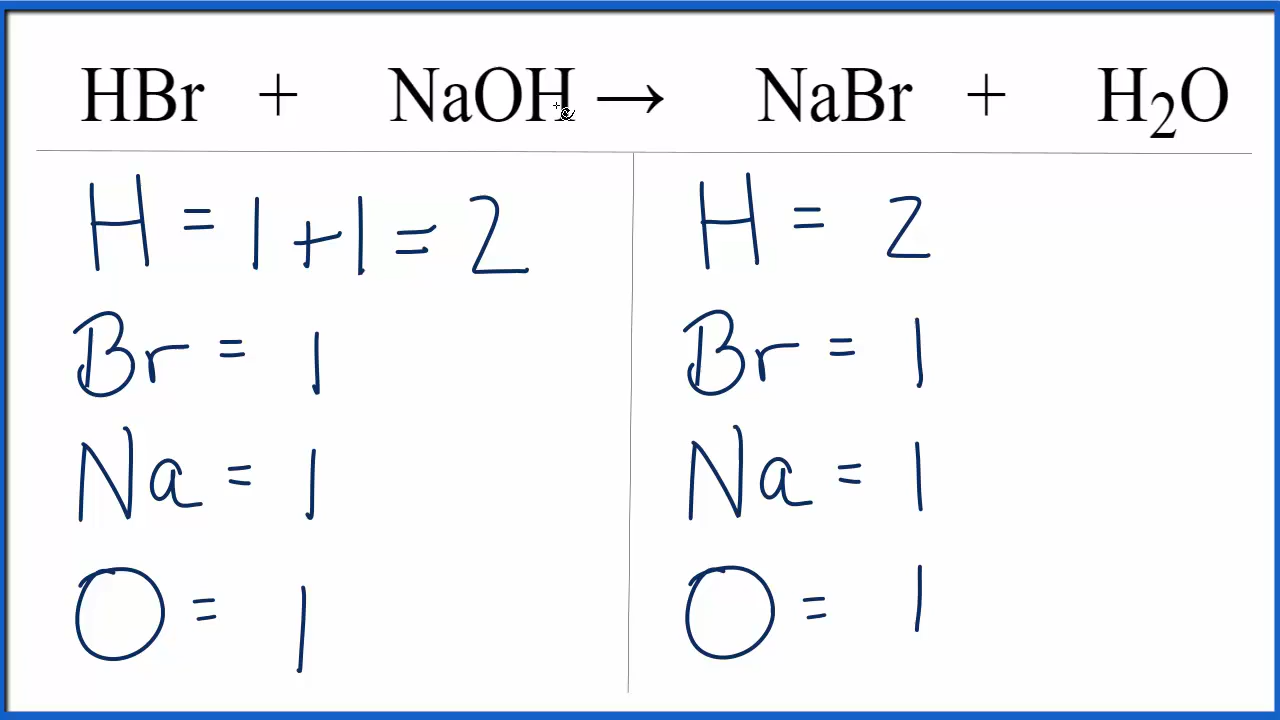 HBr + NaOH → NaBr + H₂O
H = 1 + 1 = 2
H = 2
Br = 1
Br = 1
Na = 1
Na = 1
O = 1
O = 1